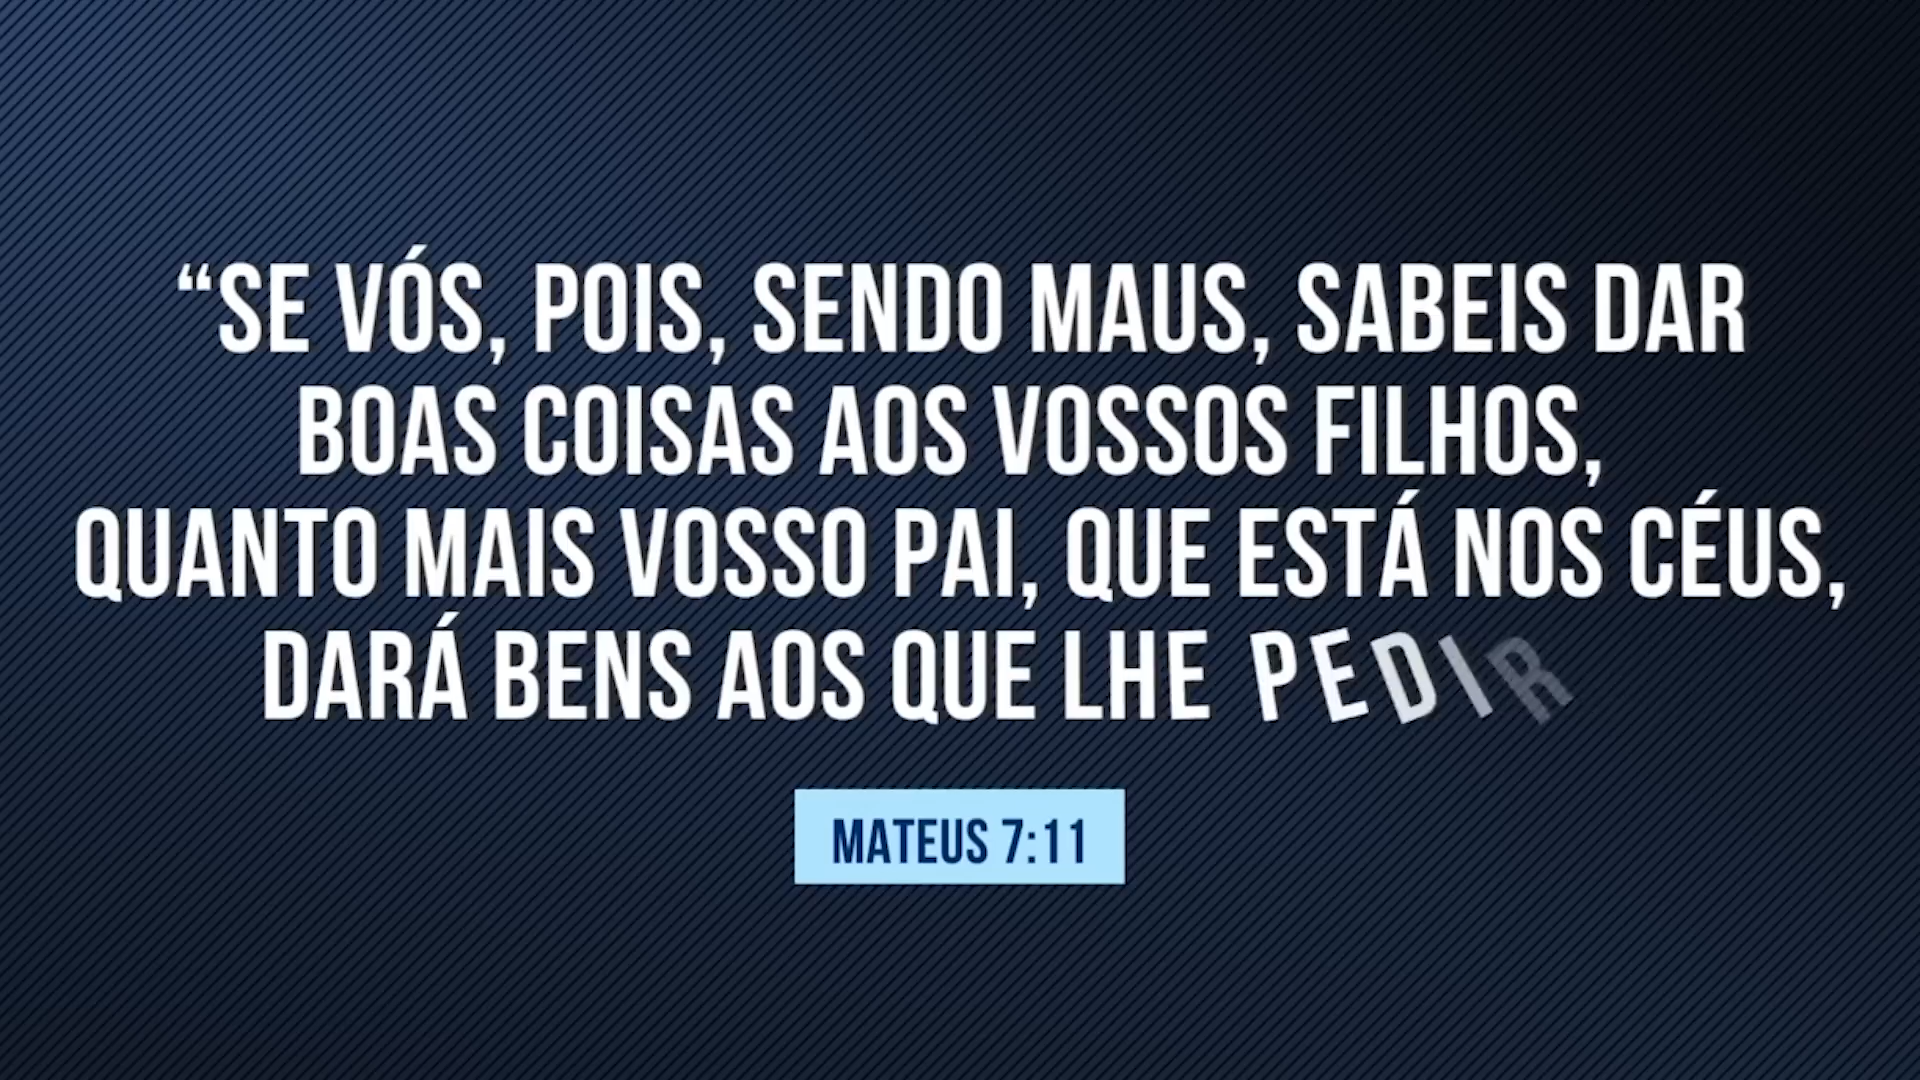 “SE VÓS, POIS, SENDO MAUS, SABEIS DAR
BOAS COISAS AOS VOSSOS FILHOS,
QUANTO MAIS VOSSO PAI, QUE ESTÁ NOS CÉUS,
DARÁ BENS AOS QUE LHE PEDIR
MATEUS 7:11